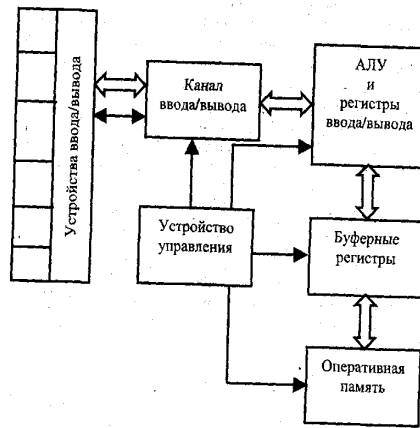 Устройства ввода/вывода
Канал
ввода/вывода
АЛУ
и
регистры
ввода/вывода
Устройство
управления
Буферные
регистры
Оперативная
память